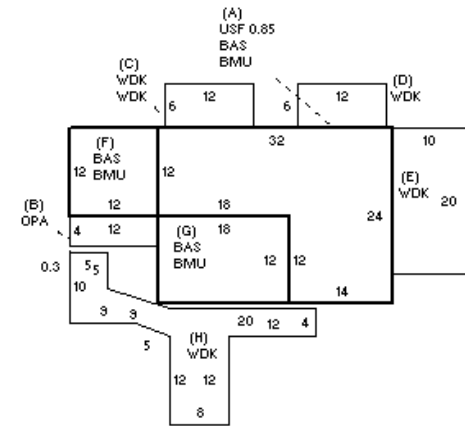 (A)
USF 0.85
BAS
BMU
(C)
WDK
WDK
6
12
6
12
(D)
WDK
32
10
(F)
BAS
BMU
12
12
12
18
(E)
WDK
20
24
(B)
OPA
4
12
18
(G)
BAS
BMU
12
12
14
0.3
5
5
10
9
9
5
20
12
4
(H)
WDK
12
12
8